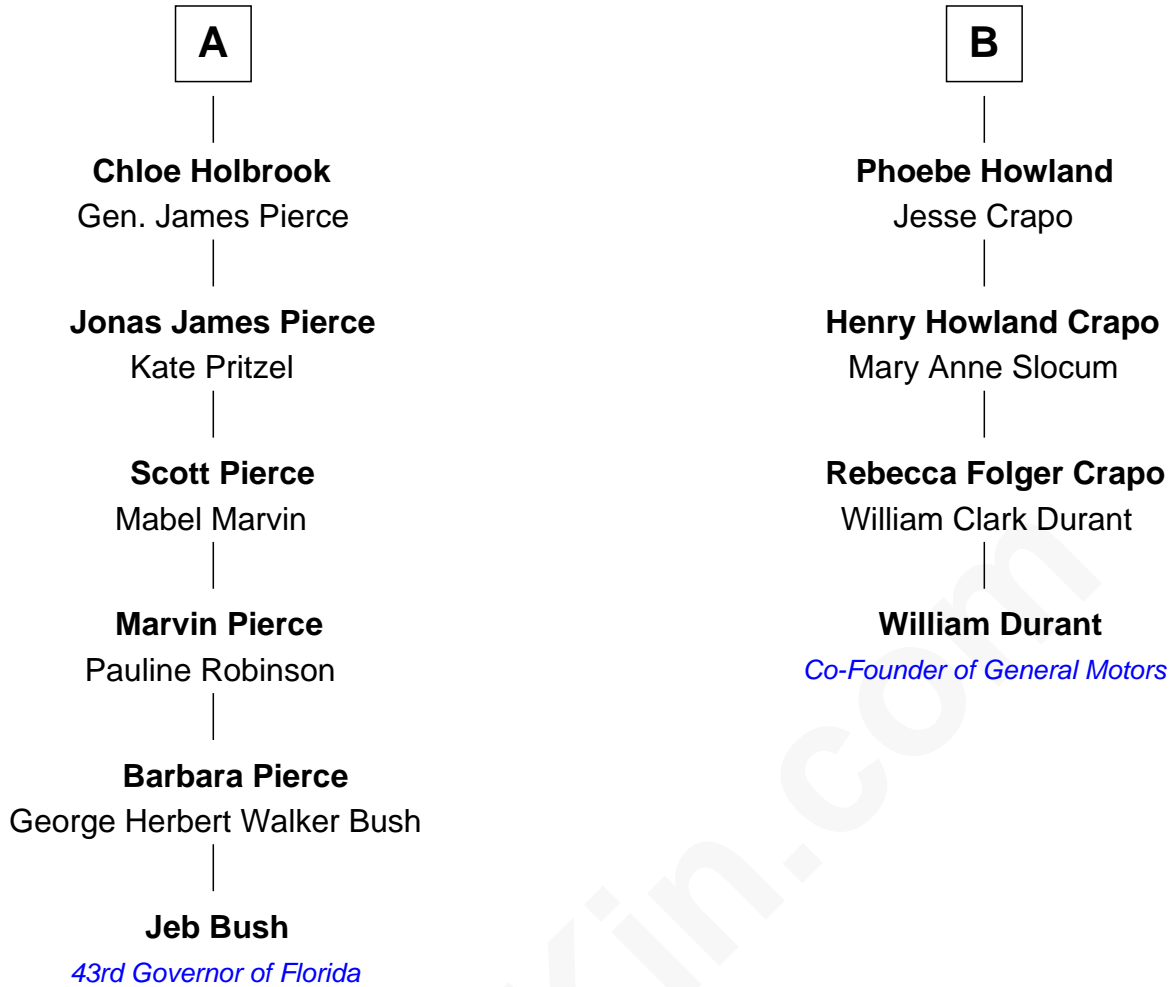 A
Chloe Holbrook
Gen. James Pierce
Jonas James Pierce
Kate Pritzel
Scott Pierce
Mabel Marvin
Marvin Pierce
Pauline Robinson
Barbara Pierce
George Herbert Walker Bush
Jeb Bush
43rd Governor of Florida
B
Phoebe Howland
Jesse Crapo
Henry Howland Crapo
Mary Anne Slocum
Rebecca Folger Crapo
William Clark Durant
William Durant
Co-Founder of General Motors
Kin.com